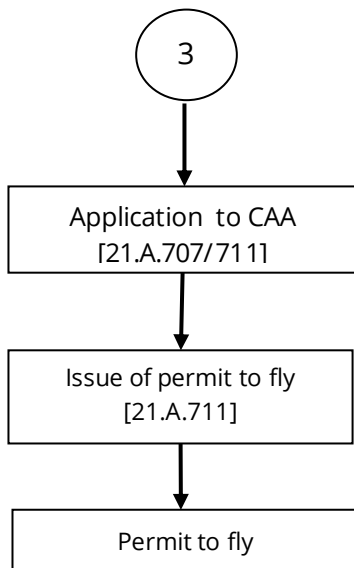 3
Application to CAA
[21.A.707/711]
Issue of permit to fly
[21.A.711]
Permit to fly